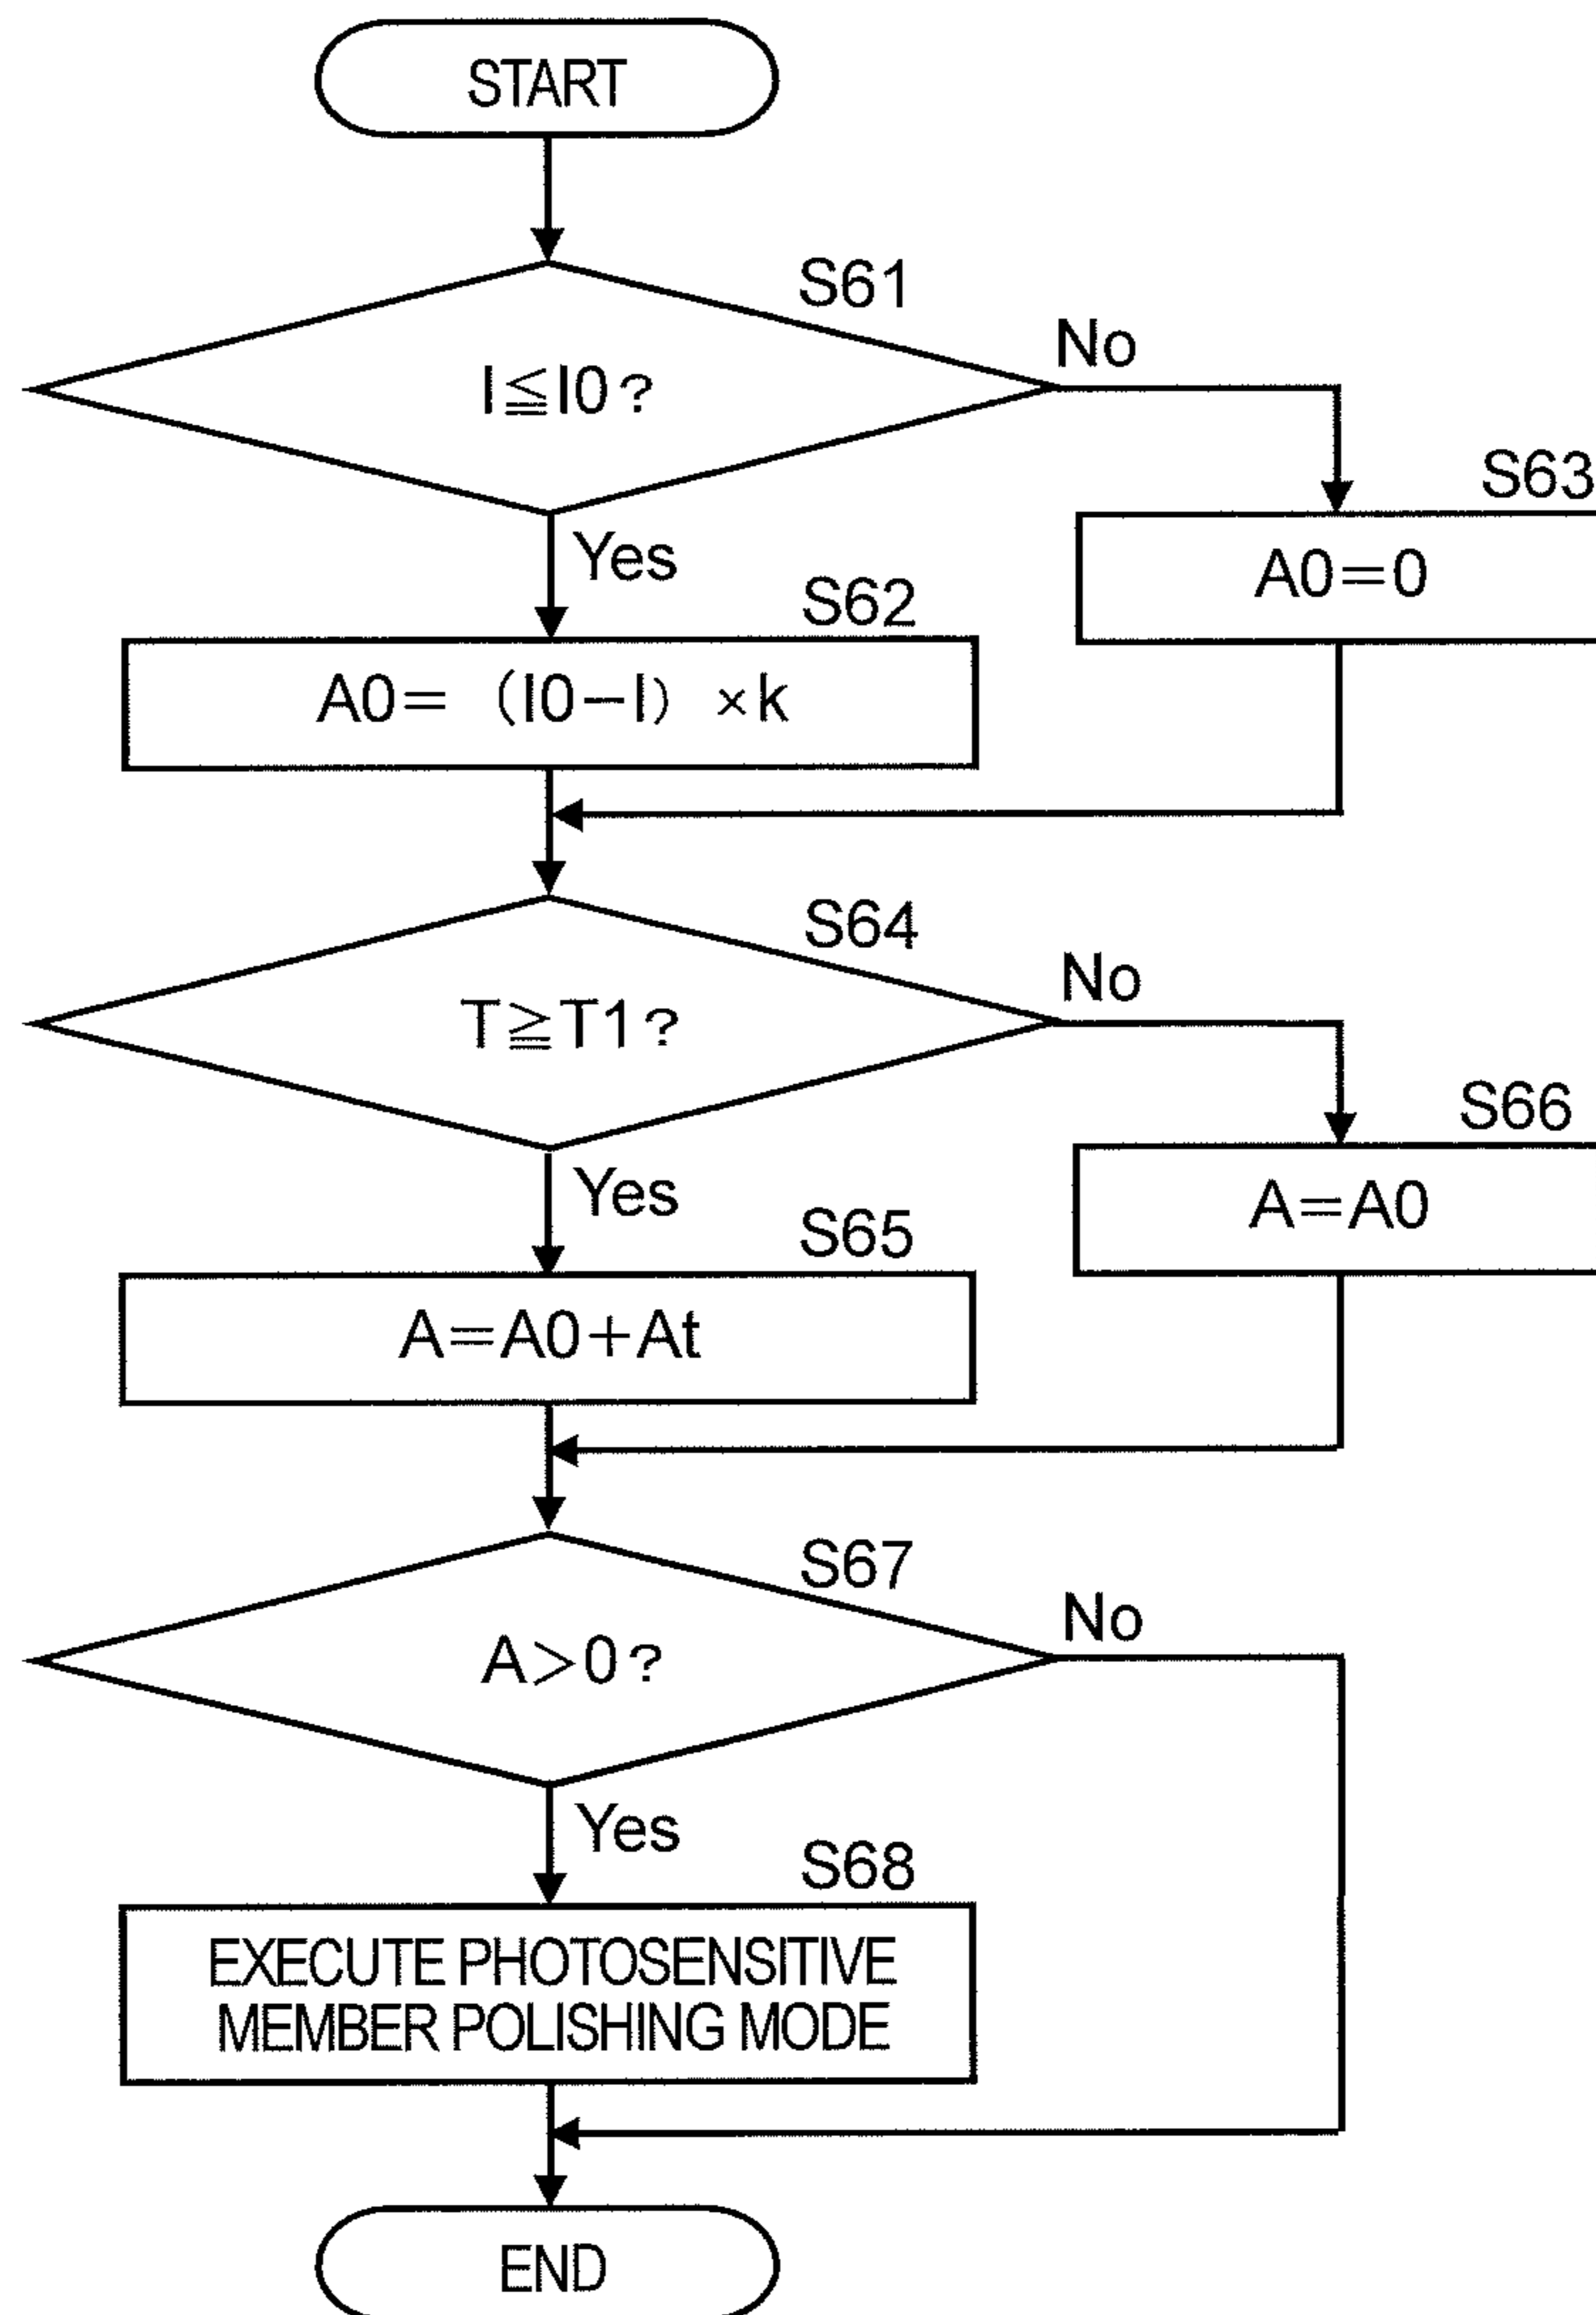 START
S61
I≦I0?
No
S63
A0=0
Yes
S62
A0= (I0-I) ×k
S64
T≧T1?
No
S66
A=A0
Yes
S65
A=A0+At
S67
A>0?
No
Yes
S68
EXECUTE PHOTOSENSITIVE
MEMBER POLISHING MODE
END